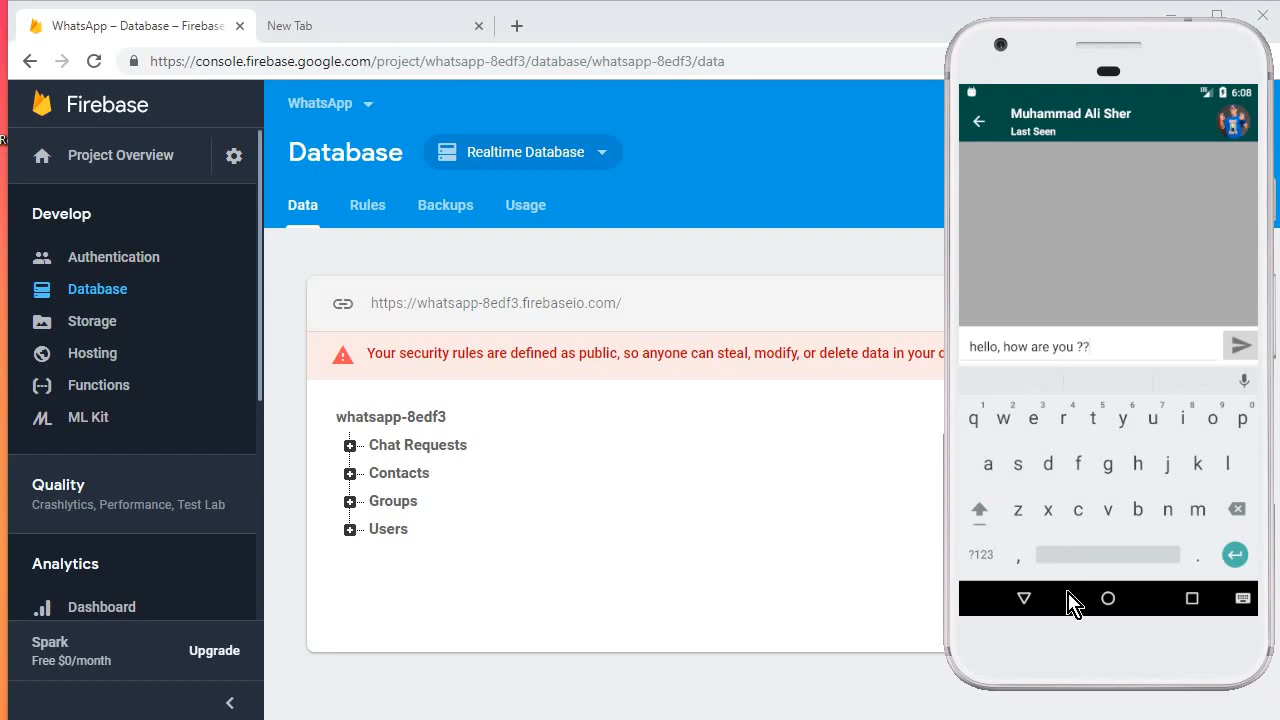 WhatsApp – Database – Firebase
New Tab
https://console.firebase.google.com/project/whatsapp-8edf3/database/whatsapp-8edf3/data
Firebase
Project Overview
Develop
Authentication
Database
Storage
Hosting
Functions
ML Kit
Quality
Crashlytics, Performance, Test Lab
Analytics
Dashboard
Spark
Free $0/month
Upgrade
WhatsApp
Database
Realtime Database
Data
Rules
Backups
Usage
https://whatsapp-8edf3.firebaseio.com/
Your security rules are defined as public, so anyone can steal, modify, or delete data in your d
whatsapp-8edf3
Chat Requests
Contacts
Groups
Users
6:08
Muhammad Ali Sher
Last Seen
hello, how are you ??
1 2 3 4 5 6 7 8 9 0
q w e r t y u i o p
a s d f g h j k l
z x c v b n m
?123 , .